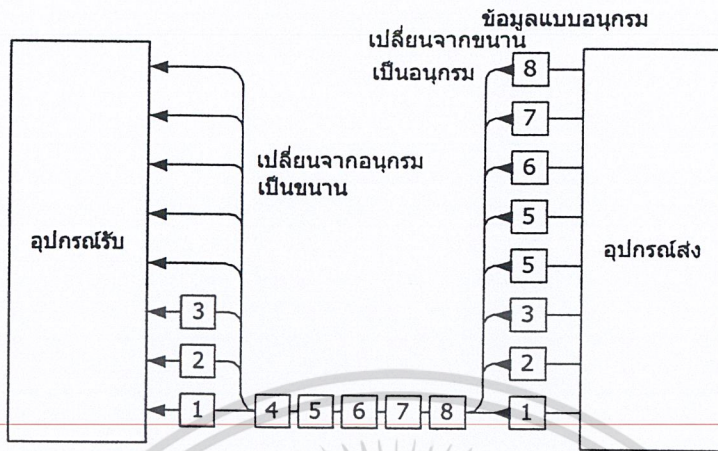 ข้อมูลแบบอนุกรม
เปลี่ยนจากขนาน
เป็นอนุกรม
8
7
6
5
5
3
2
1
อุปกรณ์ส่ง
เปลี่ยนจากอนุกรม
เป็นขนาน
อุปกรณ์รับ
3
2
1
4 5 6 7 8